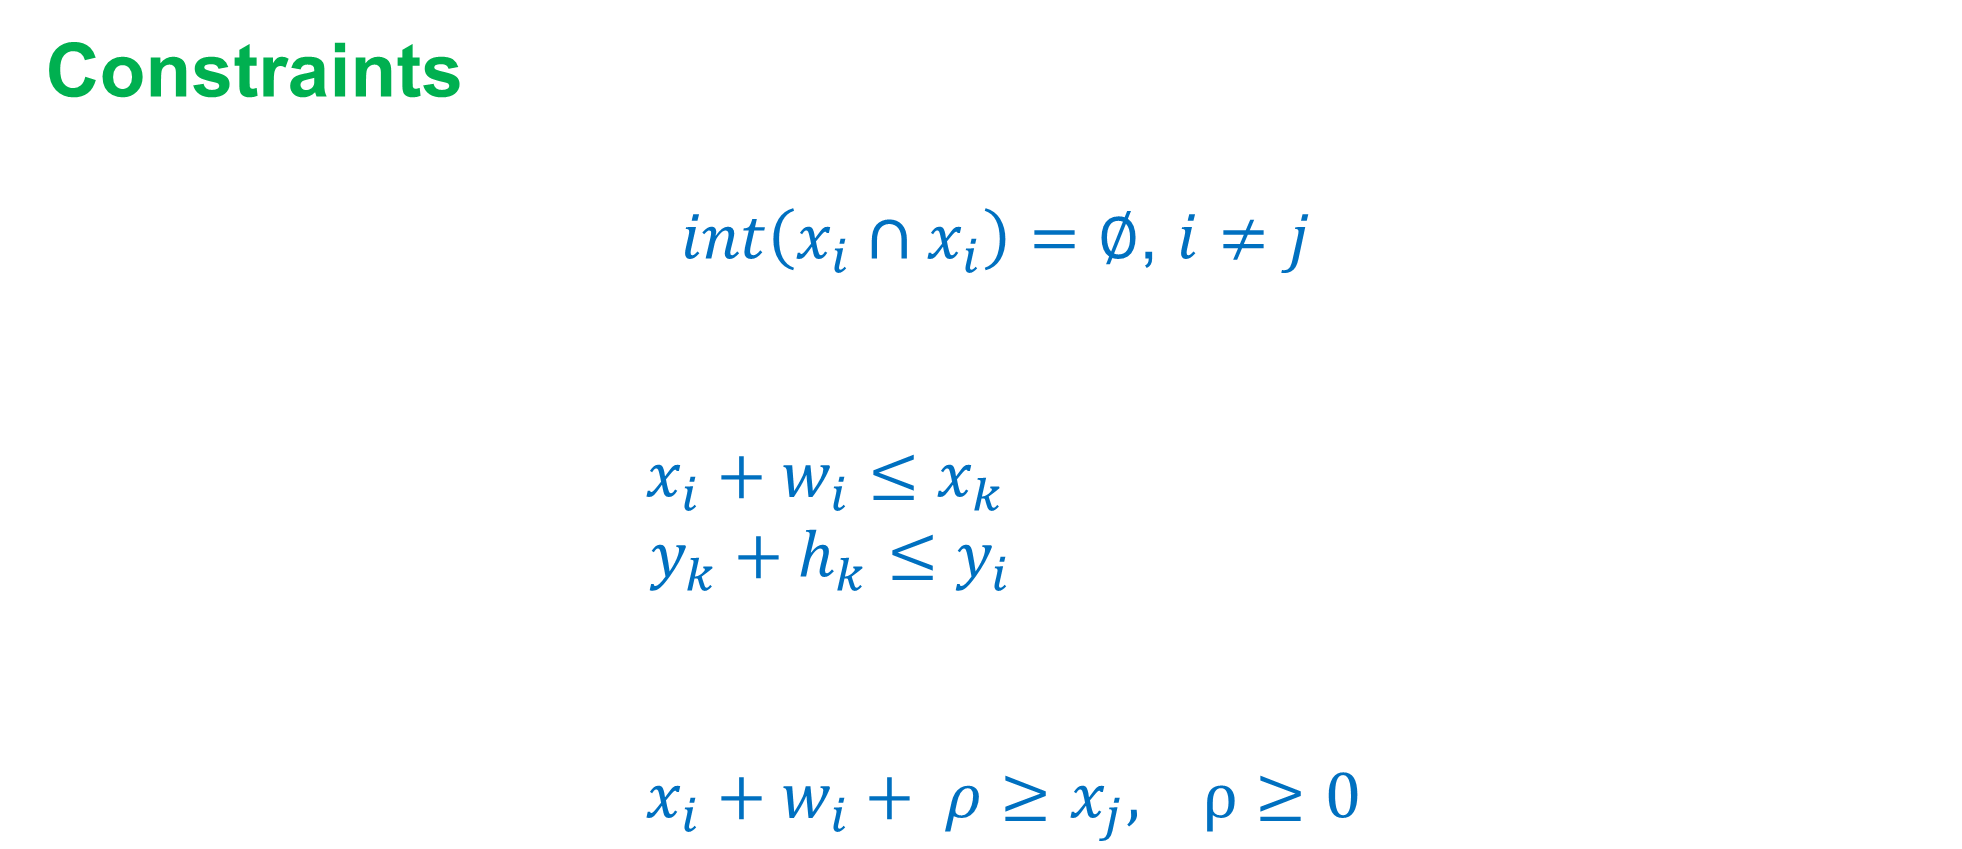 Constraints
int(x_i ∩ x_i) = ∅, i ≠ j
x_i + w_i ≤ x_k
y_k + h_k ≤ y_i
x_i + w_i + ρ ≥ x_j, ρ ≥ 0